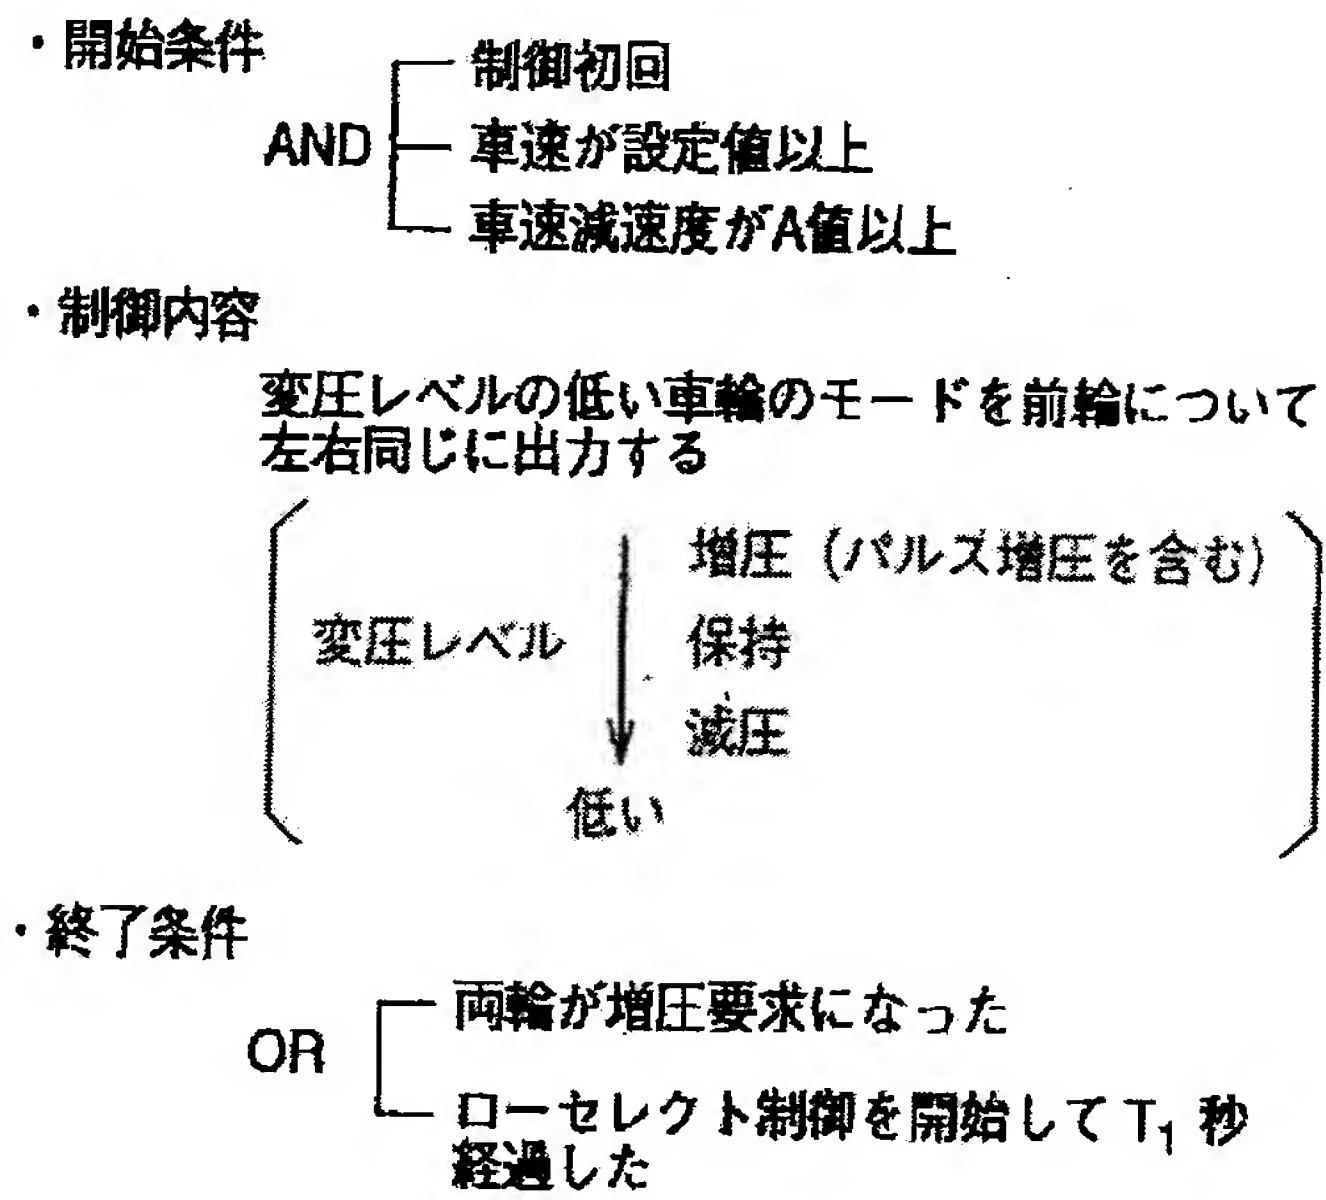 ・開始条件
制御初回
AND
車速が設定値以上
車速減速度がA値以上
・制御内容
変圧レベルの低い車輪のモードを前輪について
左右同じに出力する
増圧（パルス増圧を含む）
変圧レベル
保持
減圧
低い
・終了条件
両輪が増圧要求になった
OR
ローセレクト制御を開始してT₁秒
経過した